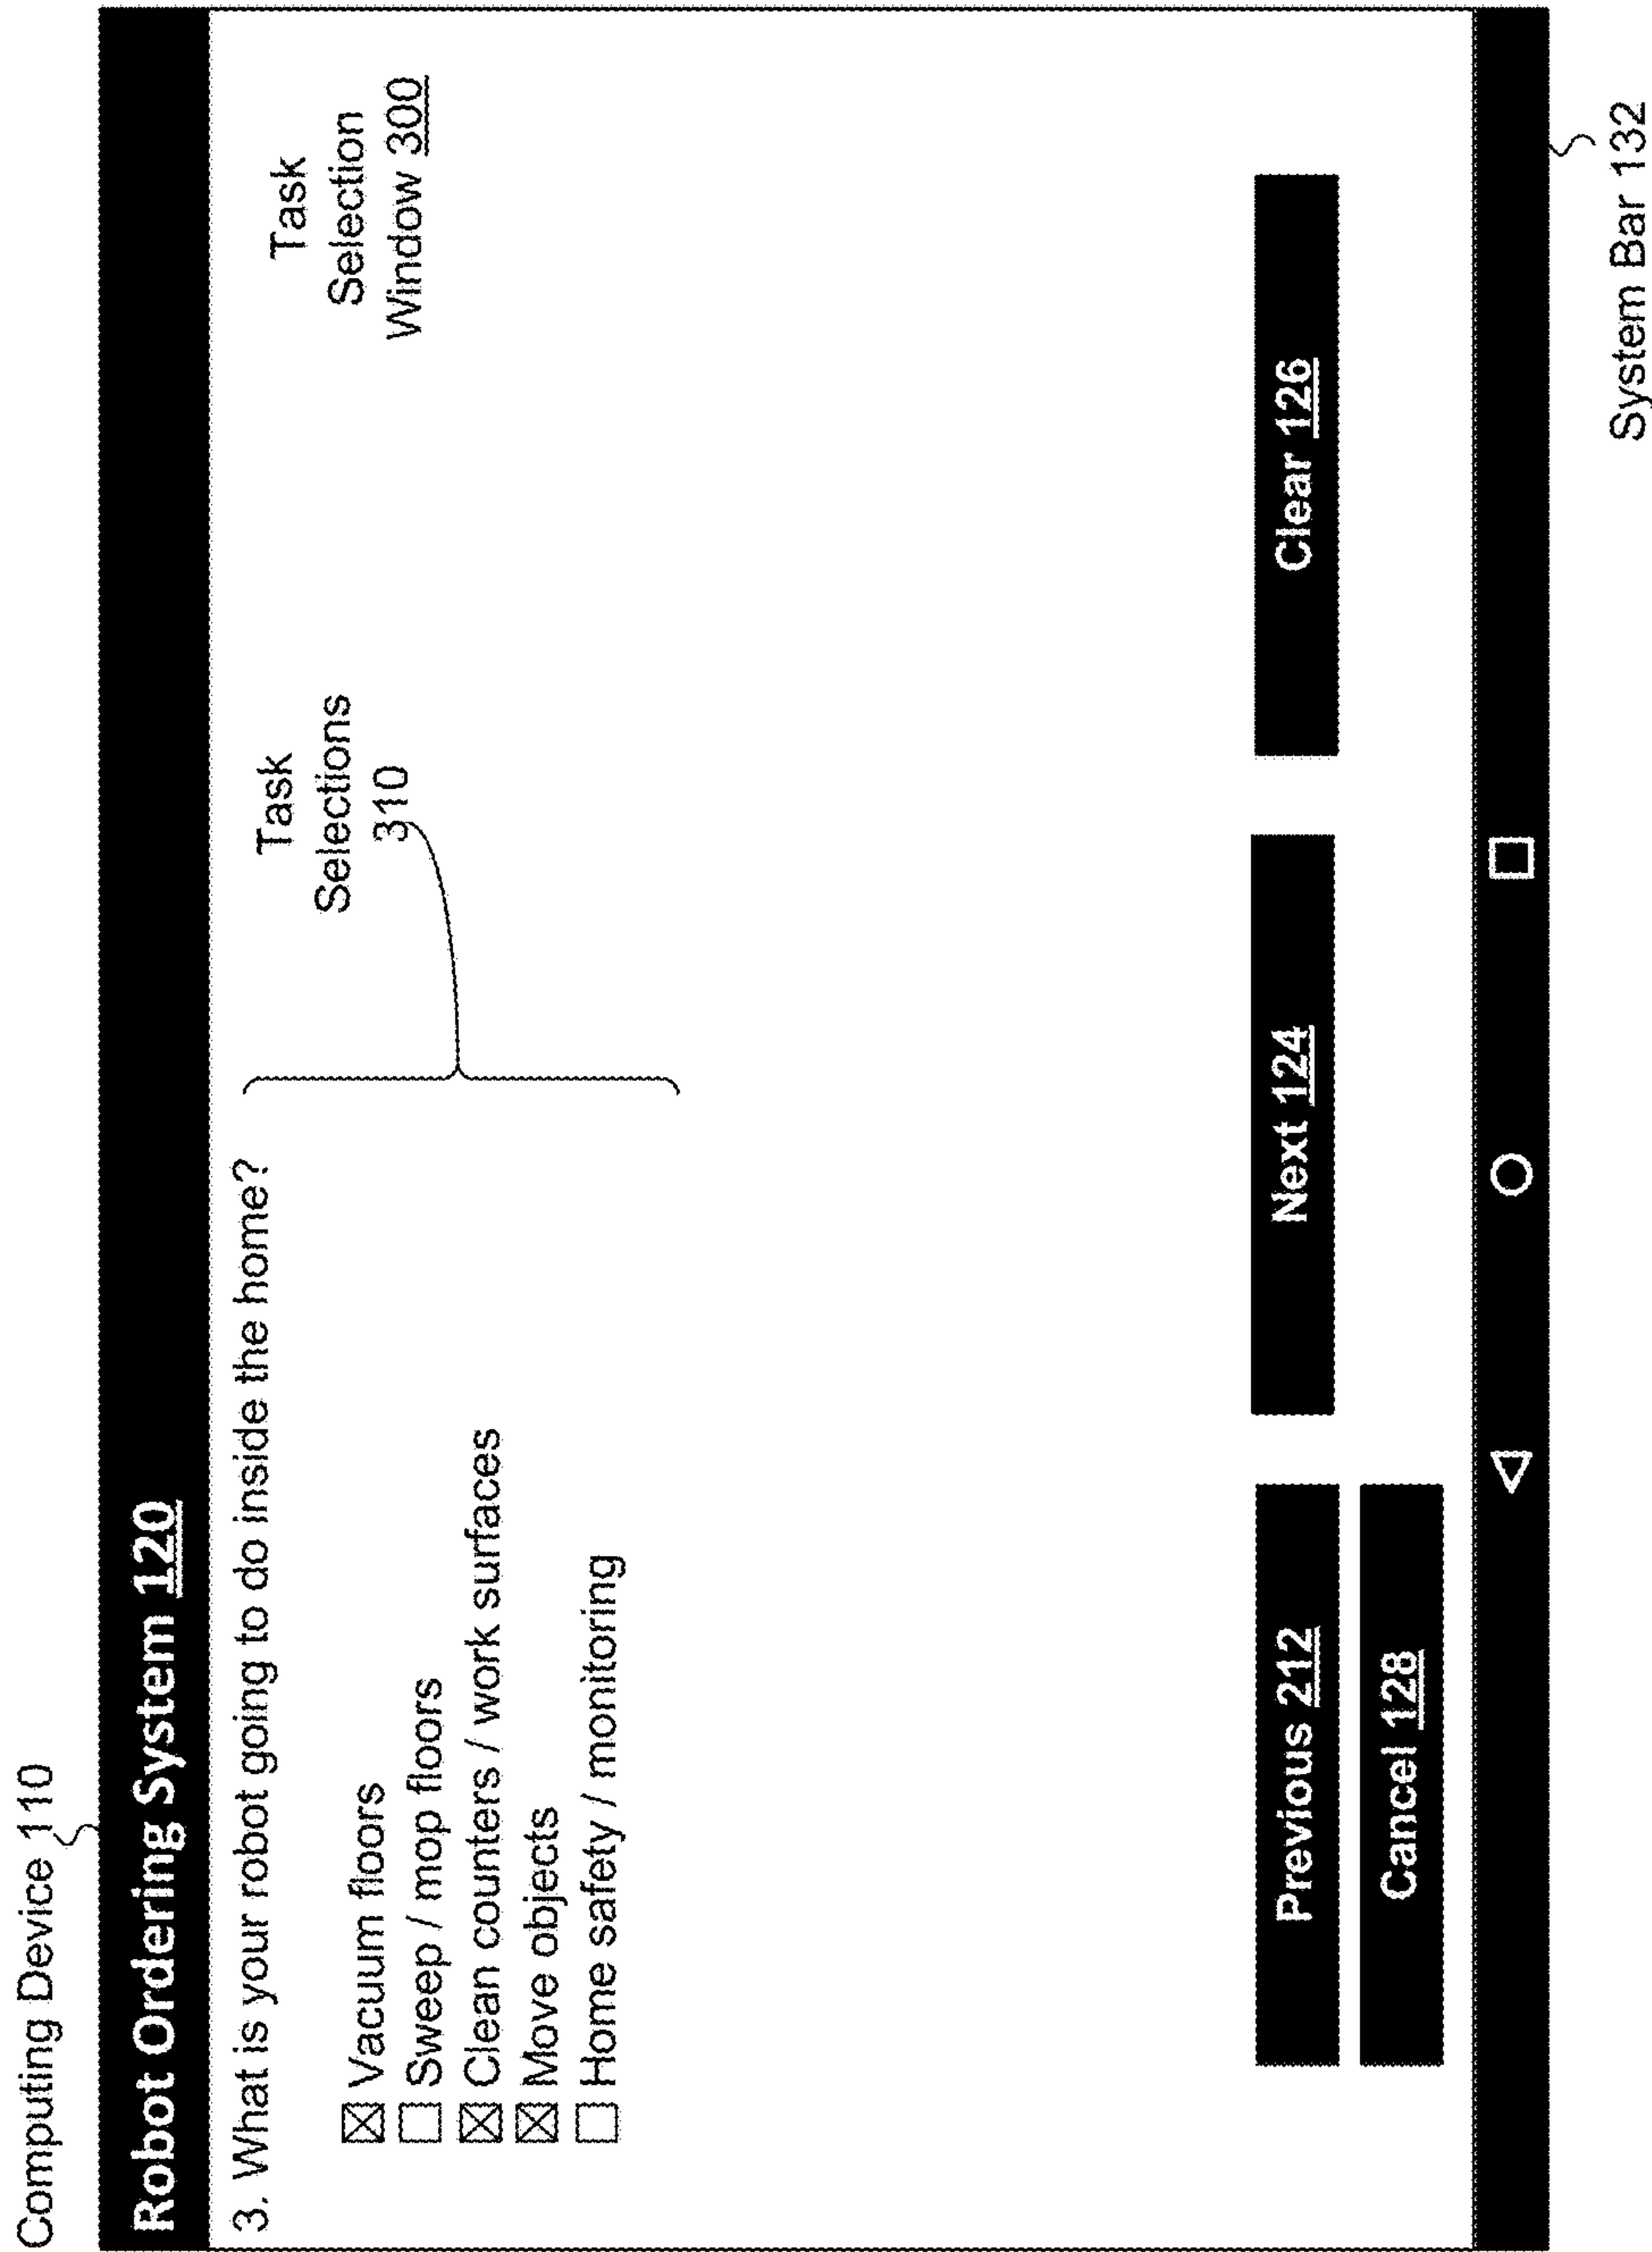 Computing Device 110
Robot Ordering System 120
3. What is your robot going to do inside the home?
Task
Selections
310
Task
Selection
Window 300
Vacuum floors
Sweep / mop floors
Clean counters / work surfaces
Move objects
Home safety / monitoring
Previous 212
Next 124
Clear 126
Cancel 128
System Bar 132